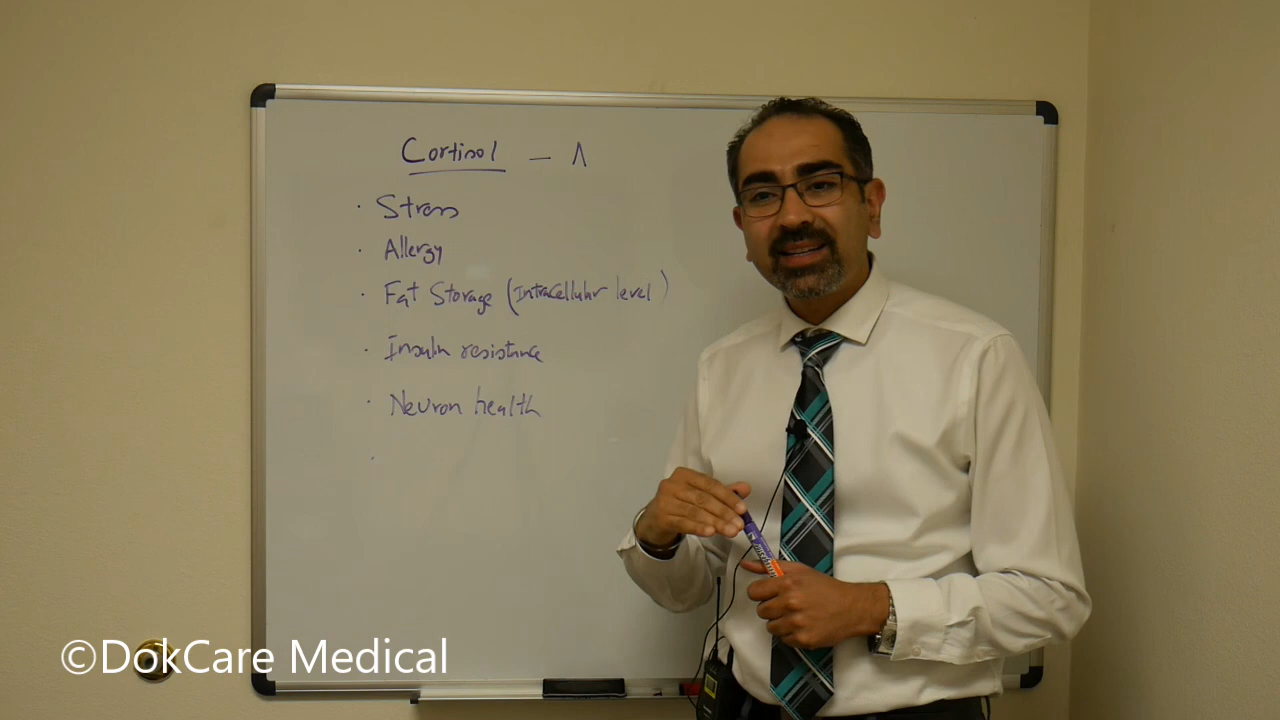 Cortisol — Λ
· Stress
· Allergy
· Fat Storage (Intracellular level)
· Insulin resistance
· Neuron health
·
©DokCare Medical